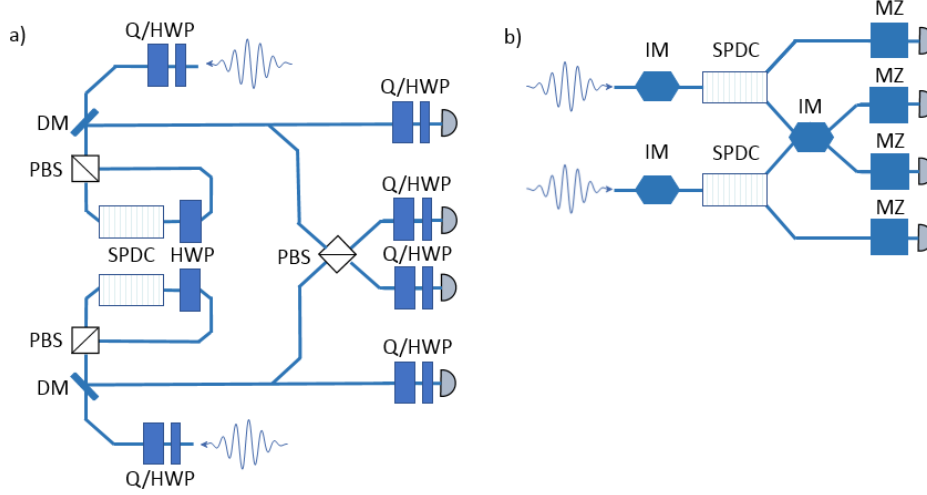 a)
Q/HWP
Q/HWP
DM
PBS
Q/HWP
SPDC
HWP
PBS
Q/HWP
PBS
Q/HWP
DM
Q/HWP
b)
MZ
IM
SPDC
MZ
IM
IM
SPDC
MZ
MZ